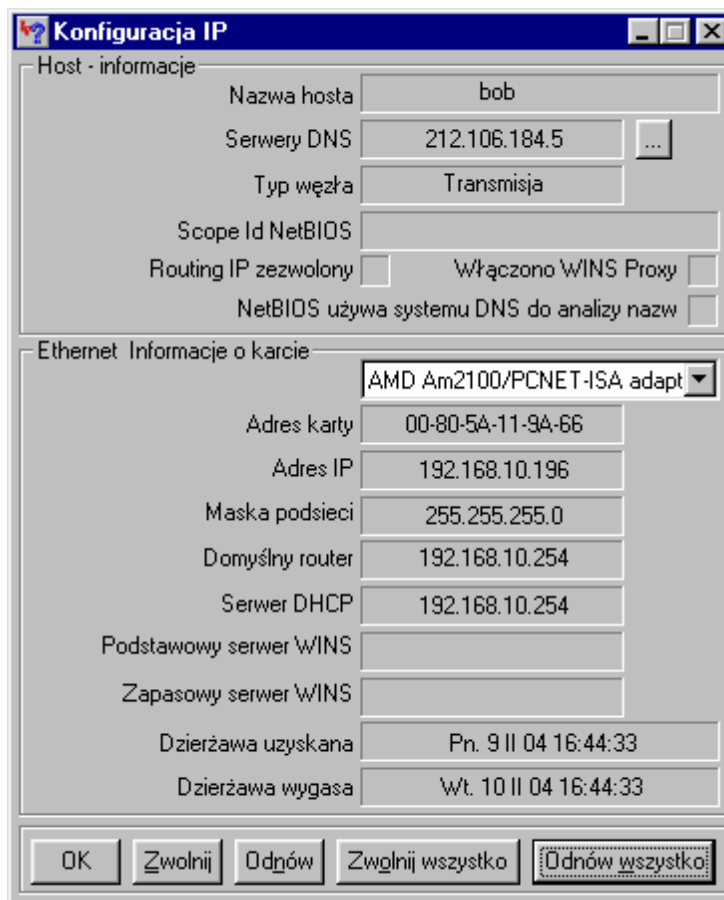 Konfiguracja IP
Host - informacje
Nazwa hosta bob
Serwery DNS 212.106.184.5 ...
Typ węzła Transmisja
Scope Id NetBIOS
Routing IP zezwolony Włączono WINS Proxy
NetBIOS używa systemu DNS do analizy nazw
Ethernet Informacje o karcie
AMD Am2100/PCNET-ISA adapt
Adres karty 00-80-5A-11-9A-66
Adres IP 192.168.10.196
Maska podsieci 255.255.255.0
Domyślny router 192.168.10.254
Serwer DHCP 192.168.10.254
Podstawowy serwer WINS
Zapasowy serwer WINS
Dzierżawa uzyskana Pn. 9 II 04 16:44:33
Dzierżawa wygasa Wt. 10 II 04 16:44:33
OK Zwolnij Odnów Zwolnij wszystko Odnów wszystko